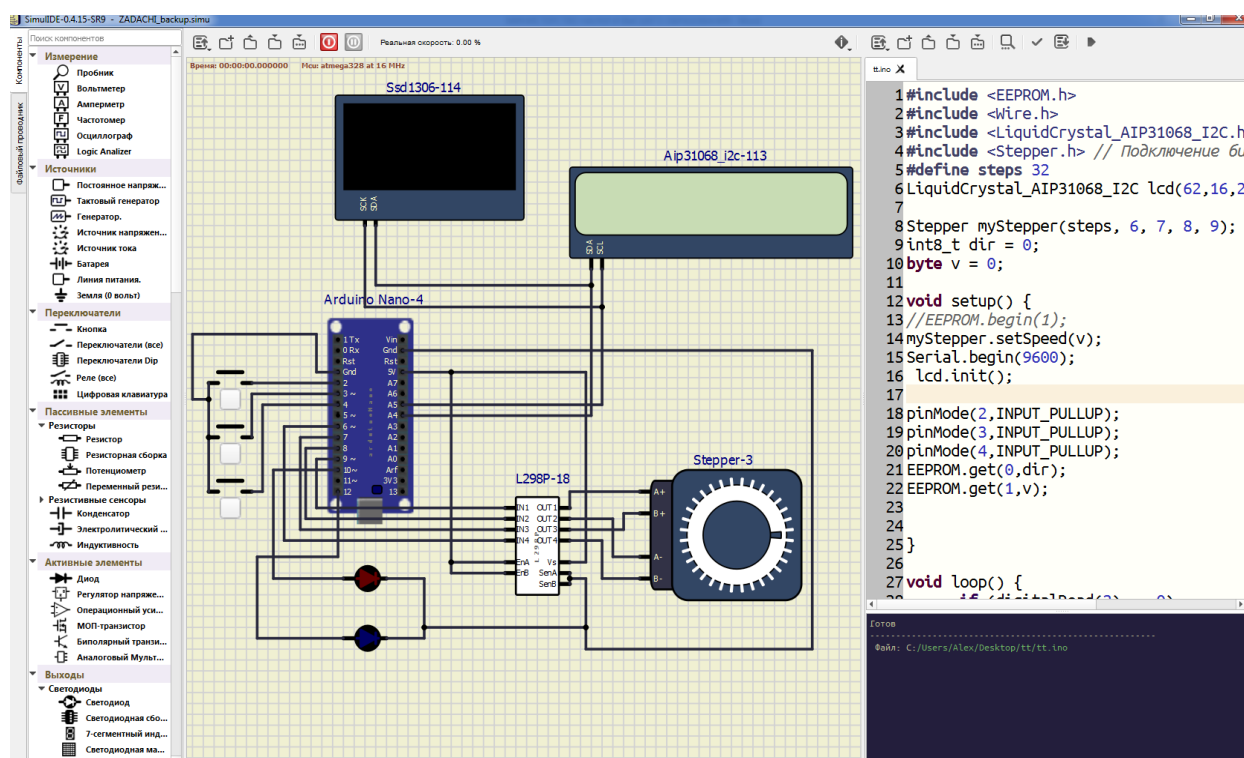 SimulIDE-0.4.15-SR9 - ZADACHI_backup.simu
Компоненты
Файловый проводник
Поиск компонентов
Измерение
Пробник
Вольтметр
Амперметр
Частотомер
Осциллограф
Logic Analizer
Источники
Постоянное напряж...
Тактовый генератор
Генератор.
Источник напряжен...
Источник тока
Батарея
Линия питания.
Земля (0 вольт)
Переключатели
Кнопка
Переключатели (все)
Переключатели Dip
Реле (все)
Цифровая клавиатура
Пассивные элементы
Резисторы
Резистор
Резисторная сборка
Потенциометр
Переменный рези...
Резистивные сенсоры
Конденсатор
Электролитический ...
Индуктивность
Активные элементы
Диод
Регулятор напряже...
Операционный уси...
МОП-транзистор
Биполярный транзи...
Аналоговый Мульт...
Выходы
Светодиоды
Светодиод
Светодиодная сбо...
7-сегментный инд...
Светодиодная ма...
Реальная скорость: 0.00 %
Время: 00:00:00.000000 Mcu: atmega328 at 16 MHz
Ssd1306-114
SCK
SDA
Aip31068_i2c-113
SDA
SCL
Arduino Nano-4
1 Tx Vin
0 Rx Gnd
Rst Rst
Gnd 5V
2 A7
3 ~ A6
4 A5
5 ~ A4
6 ~ A3
7 A2
8 A1
9 ~ A0
10~ Arf
11~ 3V3
12 13
L298P-18
IN1 OUT1
IN2 OUT2
IN3 OUT3
IN4 OUT4
L298P
EnA Vs
EnB SenA
SenB
Stepper-3
A+
B+
A-
B-
tt.ino
1 #include <EEPROM.h>
2 #include <Wire.h>
3 #include <LiquidCrystal_AIP31068_I2C.h
4 #include <Stepper.h> // Подключение би
5 #define steps 32
6 LiquidCrystal_AIP31068_I2C lcd(62,16,2
7
8 Stepper myStepper(steps, 6, 7, 8, 9);
9 int8_t dir = 0;
10 byte v = 0;
11
12 void setup() {
13 //EEPROM.begin(1);
14 myStepper.setSpeed(v);
15 Serial.begin(9600);
16 lcd.init();
17
18 pinMode(2,INPUT_PULLUP);
19 pinMode(3,INPUT_PULLUP);
20 pinMode(4,INPUT_PULLUP);
21 EEPROM.get(0,dir);
22 EEPROM.get(1,v);
23
24
25 }
26
27 void loop() {
Готов
Файл: C:/Users/Alex/Desktop/tt/tt.ino